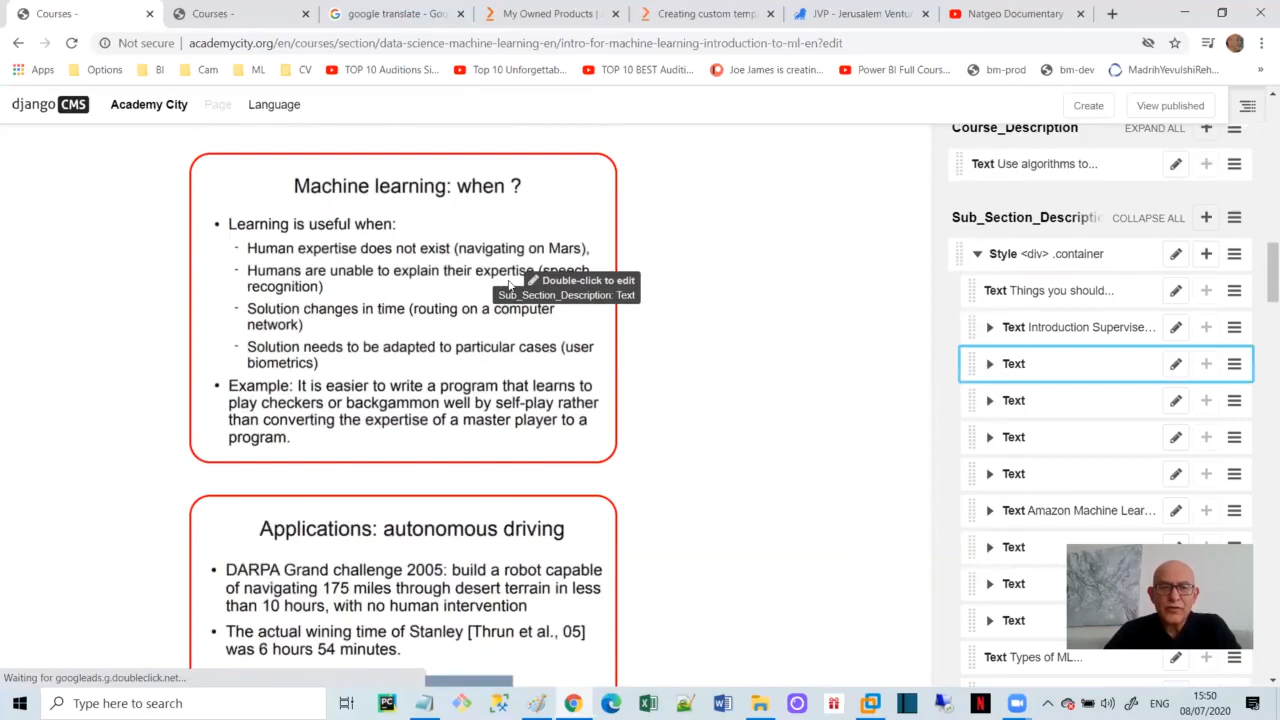 Courses
Courses
google translate - Go
My Owned Products |
Creating custom temp
JVP - Jerusalem Ventur
Natgeo Documentary
Not secure | academycity.org/en/courses/section/data-science-machine-learning-en/intro-for-machine-learning-introduction-to-ml-en?edit
Apps
Options
BI
Cam
ML
CV
TOP 10 Auditions Si...
Top 10 Unforgettab...
TOP 10 BEST Auditi...
Joe James is creatin...
Power BI Full Cours...
bm-prod
bm-dev
MadrihYevulshiReh...
»
django CMS
Academy City
Page
Language
Create
View published
Machine learning: when ?
• Learning is useful when:
- Human expertise does not exist (navigating on Mars),
- Humans are unable to explain their expertise (speech
recognition)
- Solution changes in time (routing on a computer
network)
- Solution needs to be adapted to particular cases (user
biometrics)
• Example: It is easier to write a program that learns to
play checkers or backgammon well by self-play rather
than converting the expertise of a master player to a
program.
Double-click to edit
Sub_Section_Description: Text
Applications: autonomous driving
• DARPA Grand challenge 2005: build a robot capable
of navigating 175 miles through desert terrain in less
than 10 hours, with no human intervention
• The actual wining time of Stanley [Thrun et al., 05]
was 6 hours 54 minutes.
Course_Description
EXPAND ALL
Text Use algorithms to...
Sub_Section_Descripti
COLLAPSE ALL
Style <div> .container
Text Things you should...
Text Introduction Supervise...
Text
Text
Text
Text
Text Amazon Machine Lear...
Text
Text
Text
Text Types of ML...
Waiting for googleads.g.doubleclick.net...
Type here to search
PC
ENG
15:50
08/07/2020